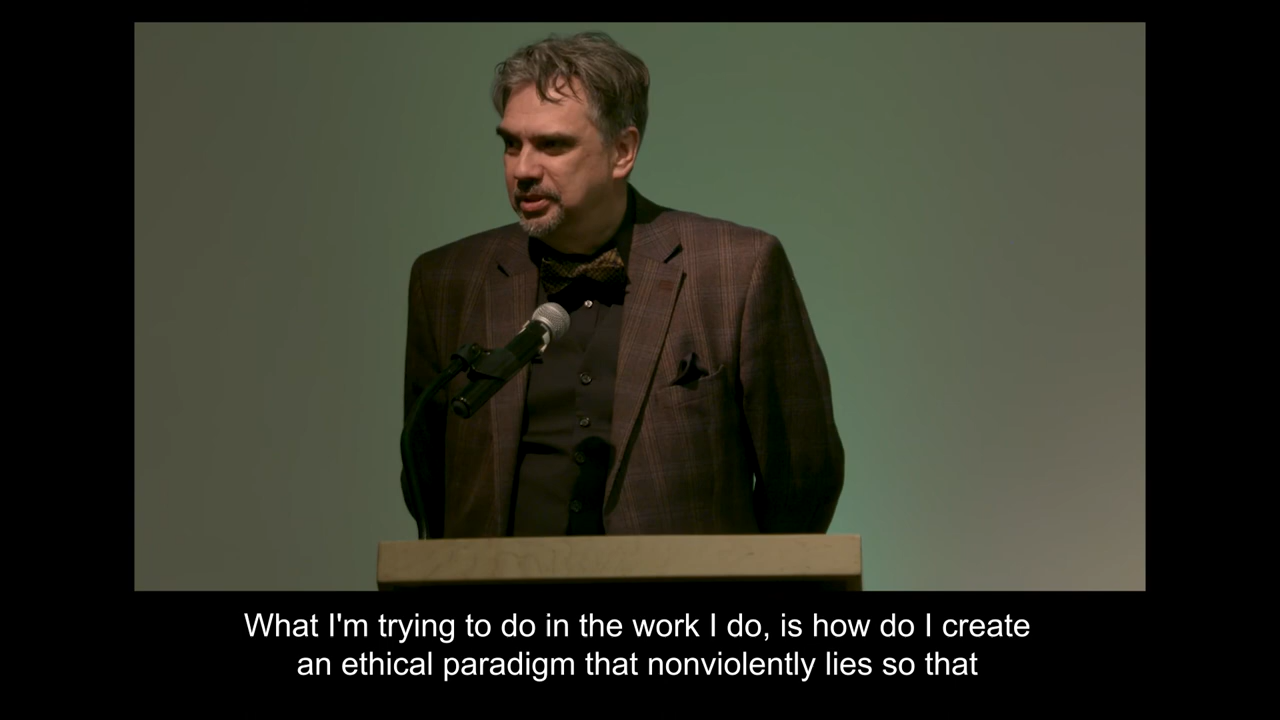 What I'm trying to do in the work I do, is how do I create
an ethical paradigm that nonviolently lies so that